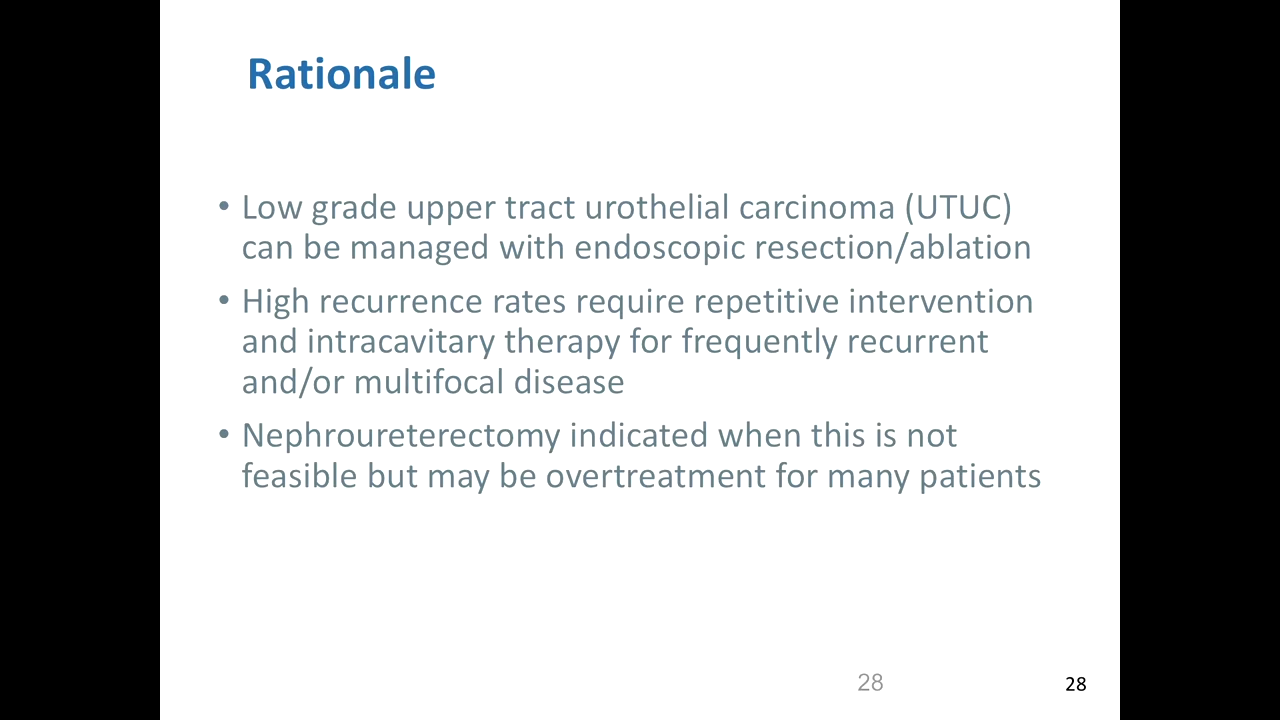 Rationale
• Low grade upper tract urothelial carcinoma (UTUC)
can be managed with endoscopic resection/ablation
• High recurrence rates require repetitive intervention
and intracavitary therapy for frequently recurrent
and/or multifocal disease
• Nephroureterectomy indicated when this is not
feasible but may be overtreatment for many patients
28
28